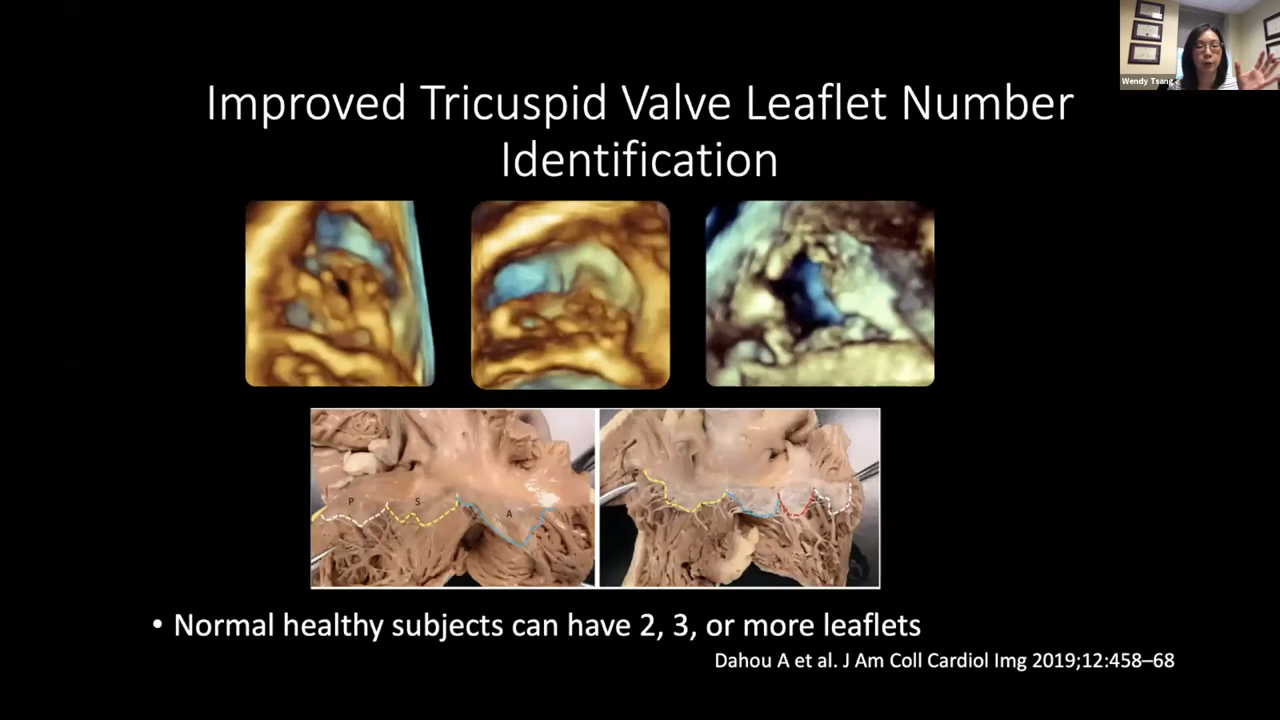 Wendy Tsang
Improved Tricuspid Valve Leaflet Number
Identification
P
S
A
• Normal healthy subjects can have 2, 3, or more leaflets
Dahou A et al. J Am Coll Cardiol Img 2019;12:458–68